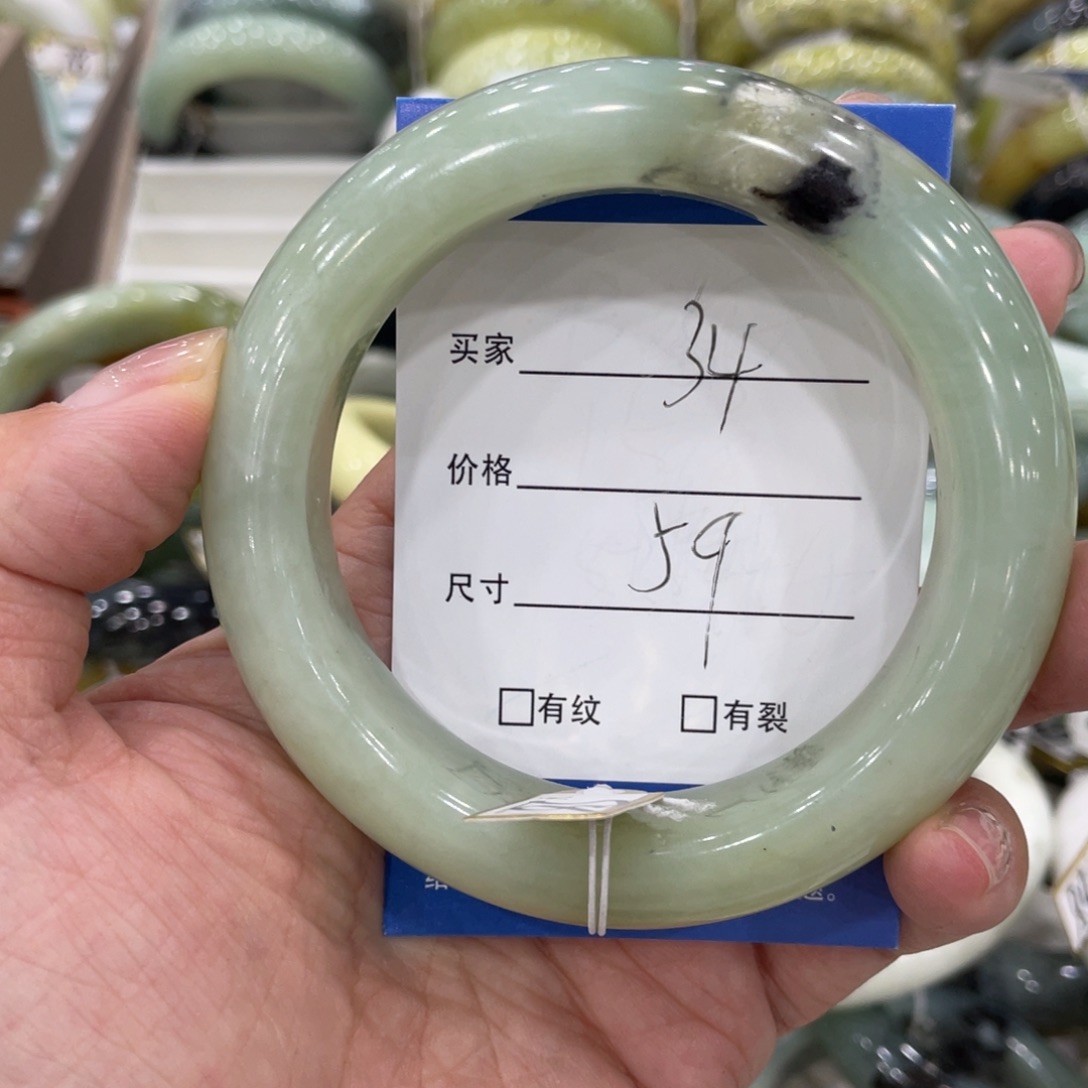 买家 34
价格
尺寸 59
有纹 有裂